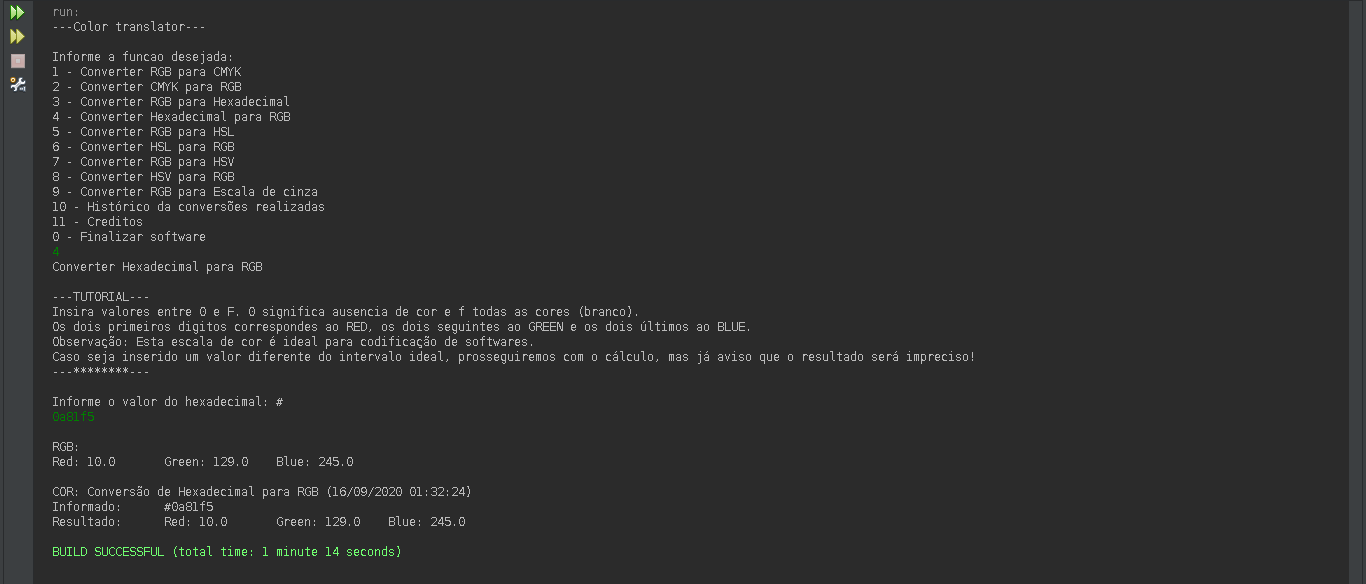 run:
---Color translator---
Informe a funcao desejada:
1 - Converter RGB para CMYK
2 - Converter CMYK para RGB
3 - Converter RGB para Hexadecimal
4 - Converter Hexadecimal para RGB
5 - Converter RGB para HSL
6 - Converter HSL para RGB
7 - Converter RGB para HSV
8 - Converter HSV para RGB
9 - Converter RGB para Escala de cinza
10 - Histórico da conversões realizadas
11 - Creditos
0 - Finalizar software
4
Converter Hexadecimal para RGB
---TUTORIAL---
Insira valores entre 0 e F. 0 significa ausencia de cor e f todas as cores (branco).
Os dois primeiros digitos correspondes ao RED, os dois seguintes ao GREEN e os dois últimos ao BLUE.
Observação: Esta escala de cor é ideal para codificação de softwares.
Caso seja inserido um valor diferente do intervalo ideal, prosseguiremos com o cálculo, mas já aviso que o resultado será impreciso!
---********---
Informe o valor do hexadecimal: #
0a81f5
RGB:
Red: 10.0 Green: 129.0 Blue: 245.0
COR: Conversão de Hexadecimal para RGB (16/09/2020 01:32:24)
Informado: #0a81f5
Resultado: Red: 10.0 Green: 129.0 Blue: 245.0
BUILD SUCCESSFUL (total time: 1 minute 14 seconds)